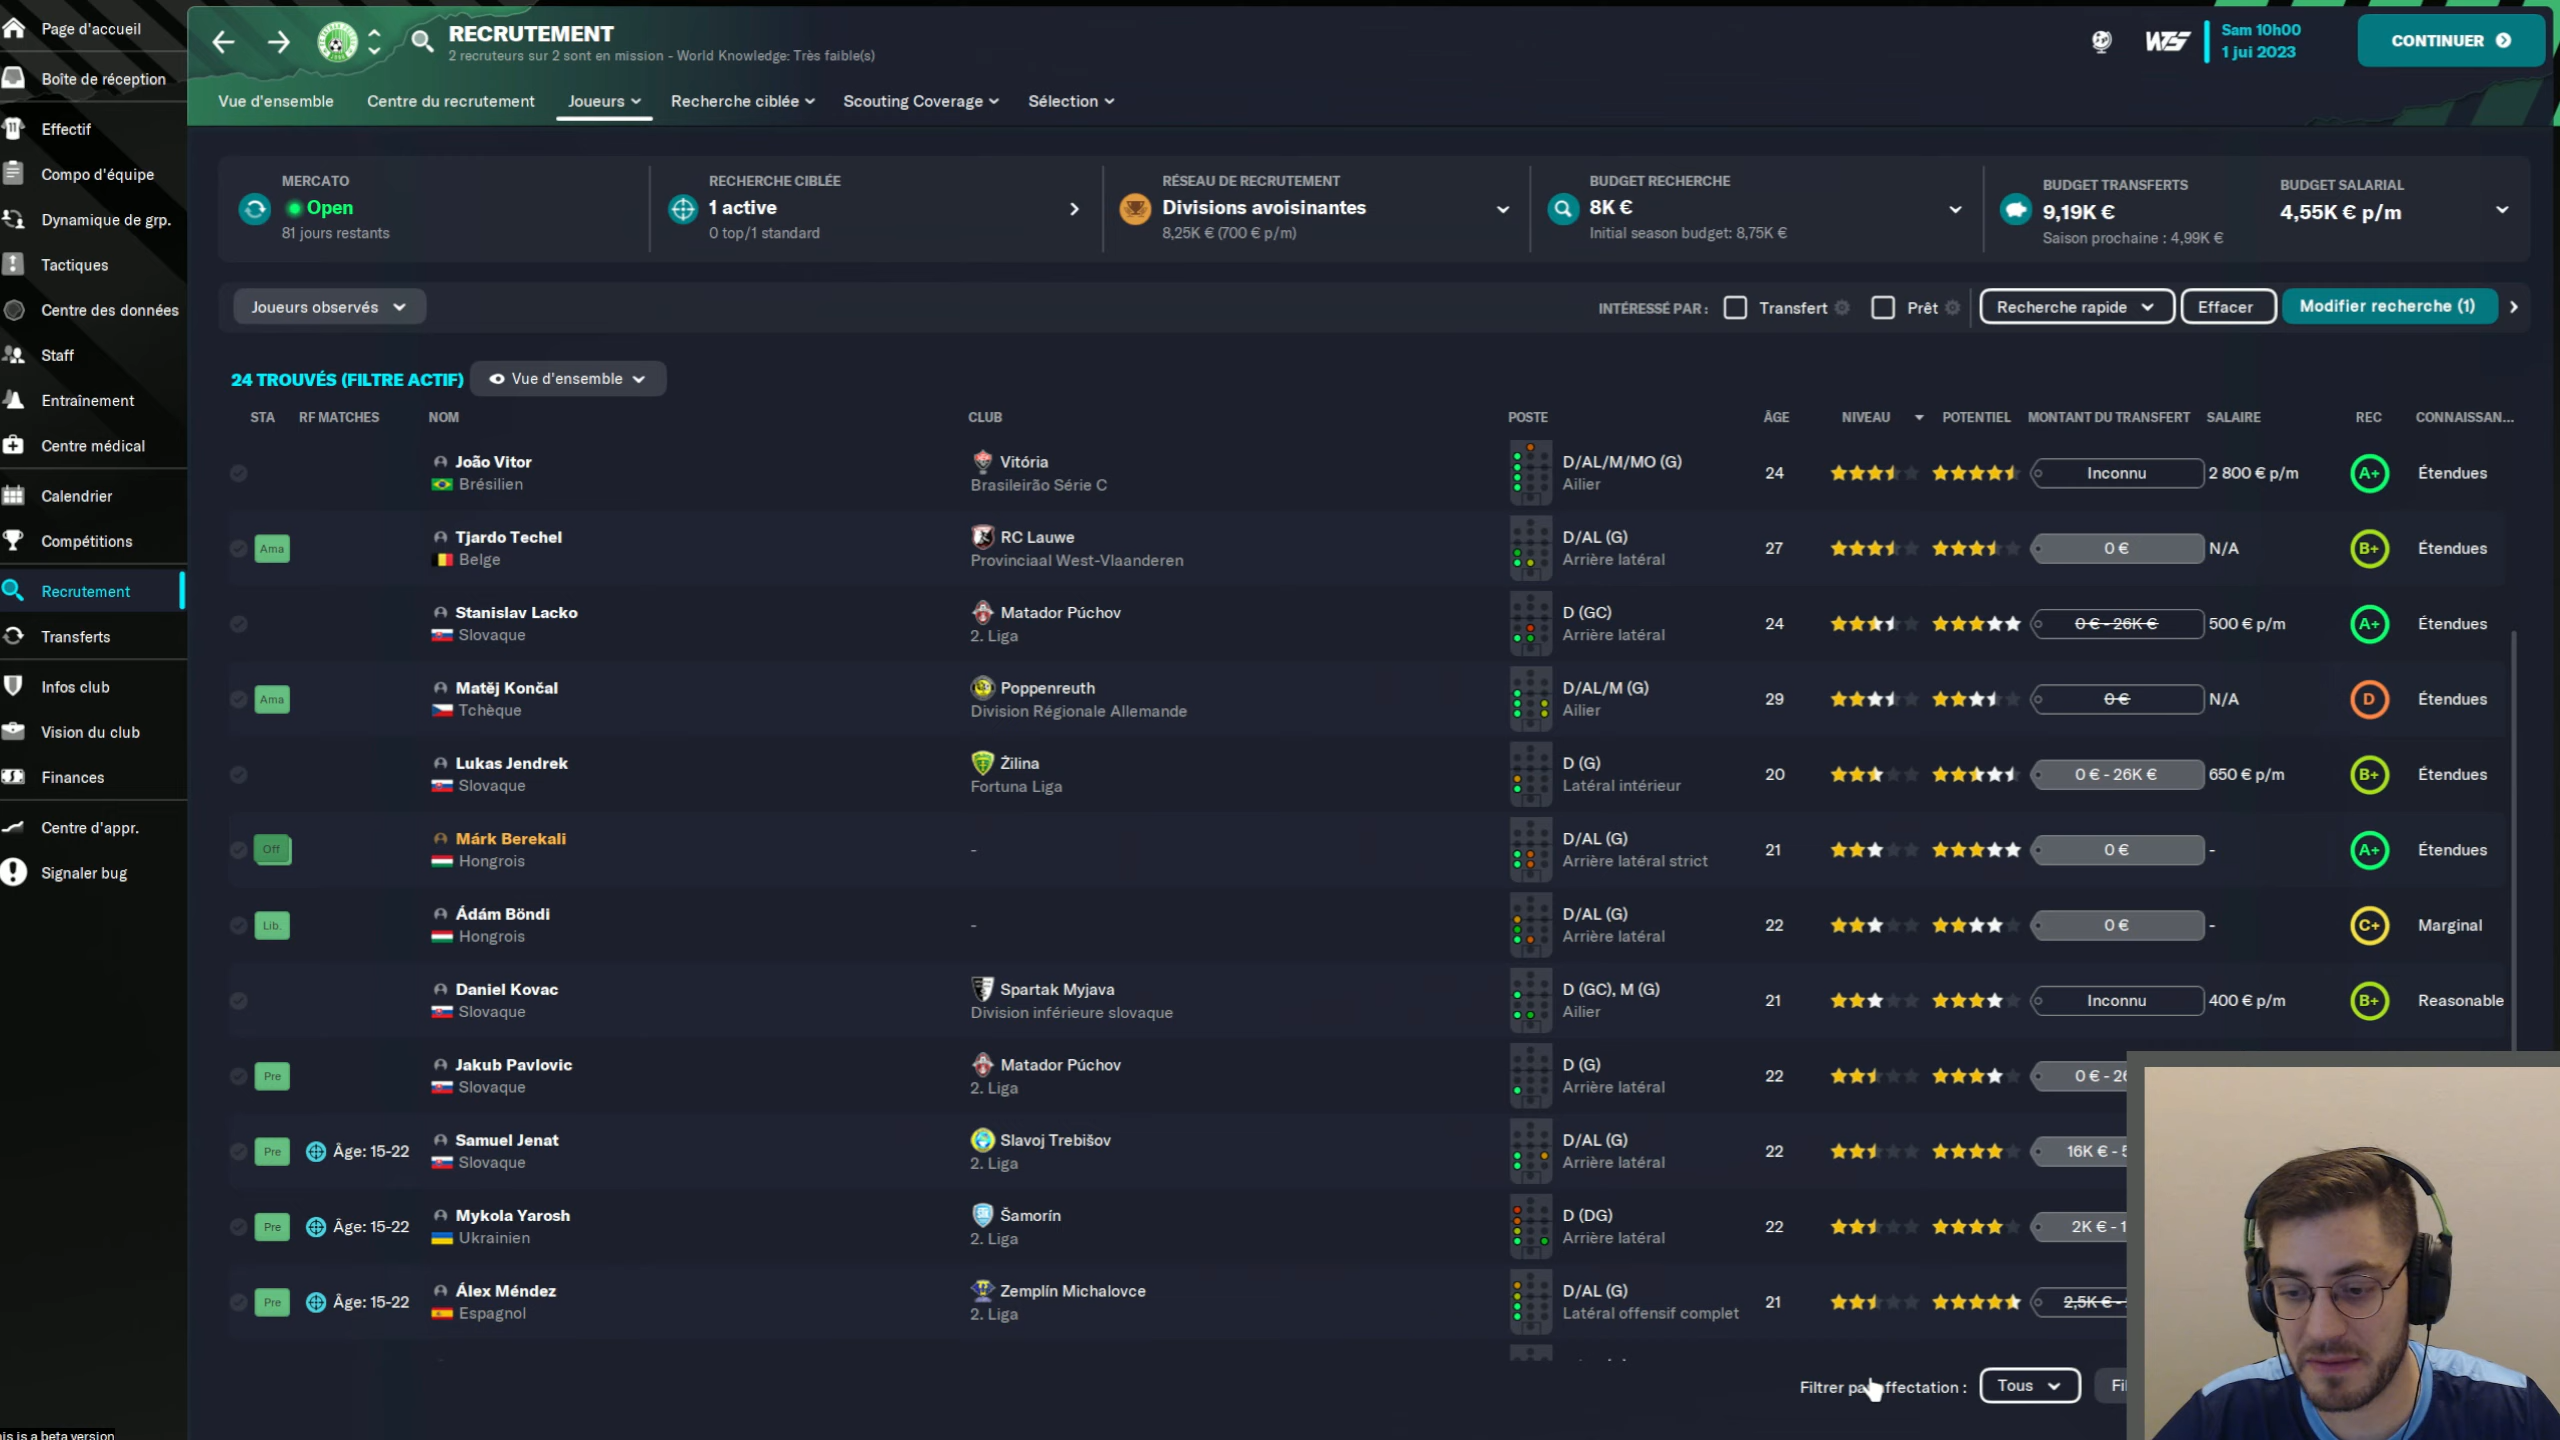 Page d'accueil
Boîte de réception
Effectif
Compo d'équipe
Dynamique de grp.
Tactiques
Centre des données
Staff
Entraînement
Centre médical
Calendrier
Compétitions
Recrutement
Transferts
Infos club
Vision du club
Finances
Centre d'appr.
Signaler bug
is is a beta version
RECRUTEMENT
2 recruteurs sur 2 sont en mission - World Knowledge: Très faible(s)
Sam 10h00
1 jui 2023
CONTINUER
Vue d'ensemble Centre du recrutement Joueurs Recherche ciblée Scouting Coverage Sélection
MERCATO
Open
81 jours restants
RECHERCHE CIBLÉE
1 active
0 top/1 standard
RÉSEAU DE RECRUTEMENT
Divisions avoisinantes
8,25K € (700 € p/m)
BUDGET RECHERCHE
8K €
Initial season budget: 8,75K €
BUDGET TRANSFERTS
9,19K €
Saison prochaine : 4,99K €
BUDGET SALARIAL
4,55K € p/m
Joueurs observés
INTÉRESSÉ PAR : Transfert Prêt Recherche rapide Effacer Modifier recherche (1)
24 TROUVÉS (FILTRE ACTIF) Vue d'ensemble
STA RF MATCHES NOM CLUB POSTE ÂGE NIVEAU POTENTIEL MONTANT DU TRANSFERT SALAIRE REC CONNAISSAN...
João Vitor Vitória D/AL/M/MO (G) 24 Inconnu 2 800 € p/m A+ Étendues
Brésilien Brasileirão Série C Ailier
Ama Tjardo Techel RC Lauwe D/AL (G) 27 0 € N/A B+ Étendues
Belge Provinciaal West-Vlaanderen Arrière latéral
Stanislav Lacko Matador Púchov D (GC) 24 0 € - 26K € 500 € p/m A+ Étendues
Slovaque 2. Liga Arrière latéral
Ama Matěj Končal Poppenreuth D/AL/M (G) 29 0 € N/A D Étendues
Tchèque Division Régionale Allemande Ailier
Lukas Jendrek Žilina D (G) 20 0 € - 26K € 650 € p/m B+ Étendues
Slovaque Fortuna Liga Latéral intérieur
Off Márk Berekali - D/AL (G) 21 0 € - A+ Étendues
Hongrois Arrière latéral strict
Lib. Ádám Böndi - D/AL (G) 22 0 € - C+ Marginal
Hongrois Arrière latéral
Daniel Kovac Spartak Myjava D (GC), M (G) 21 Inconnu 400 € p/m B+ Reasonable
Slovaque Division inférieure slovaque Ailier
Pre Jakub Pavlovic Matador Púchov D (G) 22 0 € - 26
Slovaque 2. Liga Arrière latéral
Pre Âge: 15-22 Samuel Jenat Slavoj Trebišov D/AL (G) 22 16K € - 5
Slovaque 2. Liga Arrière latéral
Pre Âge: 15-22 Mykola Yarosh Šamorín D (DG) 22 2K € - 1
Ukrainien 2. Liga Arrière latéral
Pre Âge: 15-22 Álex Méndez Zemplín Michalovce D/AL (G) 21 2,5K € -
Espagnol 2. Liga Latéral offensif complet
Filtrer pa affectation : Tous Fil